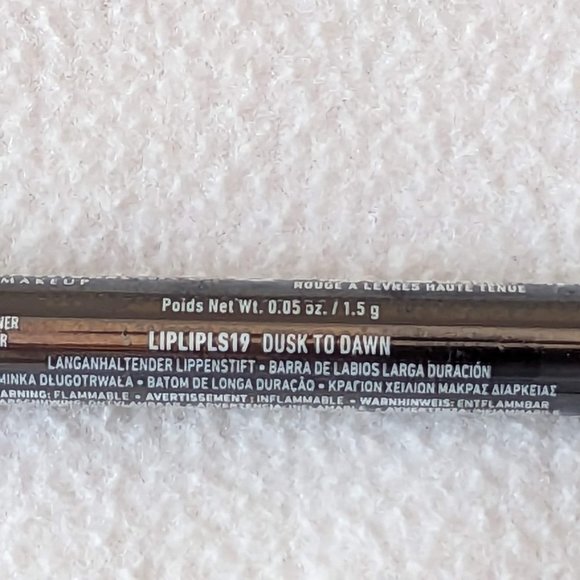 MAKEUP ROUGE À LÈVRES HAUTE TENUE
Poids Net Wt. 0.05 oz. / 1.5 g
LIPLIPLS19 DUSK TO DAWN
LANGANHALTENDER LIPPENSTIFT • BARRA DE LABIOS LARGA DURACIÓN
MINKA DŁUGOTRWAŁA • BATOM DE LONGA DURAÇÃO • ΚΡΑΓΙΟΝ ΧΕΙΛΙΩΝ ΜΑΚΡΑΣ ΔΙΑΡΚΕΙΑΣ
WARNING: FLAMMABLE • AVERTISSEMENT: INFLAMMABLE • WARNHINWEIS: ENTFLAMMBAR